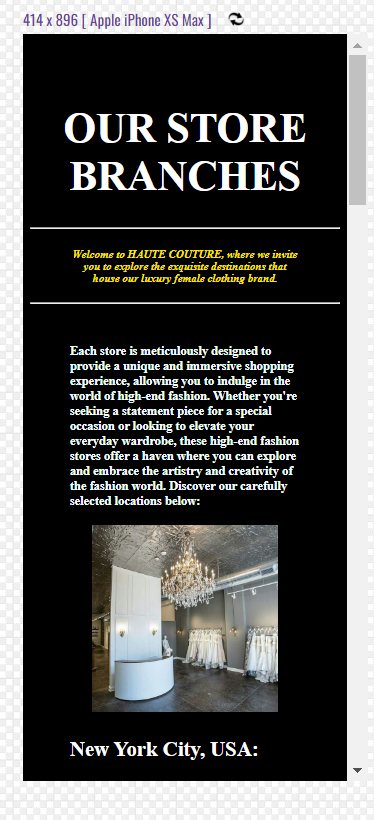 414 x 896 [ Apple iPhone XS Max ]
OUR STORE
BRANCHES
Welcome to HAUTE COUTURE, where we invite
you to explore the exquisite destinations that
house our luxury female clothing brand.
Each store is meticulously designed to
provide a unique and immersive shopping
experience, allowing you to indulge in the
world of high-end fashion. Whether you're
seeking a statement piece for a special
occasion or looking to elevate your
everyday wardrobe, these high-end fashion
stores offer a haven where you can explore
and embrace the artistry and creativity of
the fashion world. Discover our carefully
selected locations below:
New York City, USA: